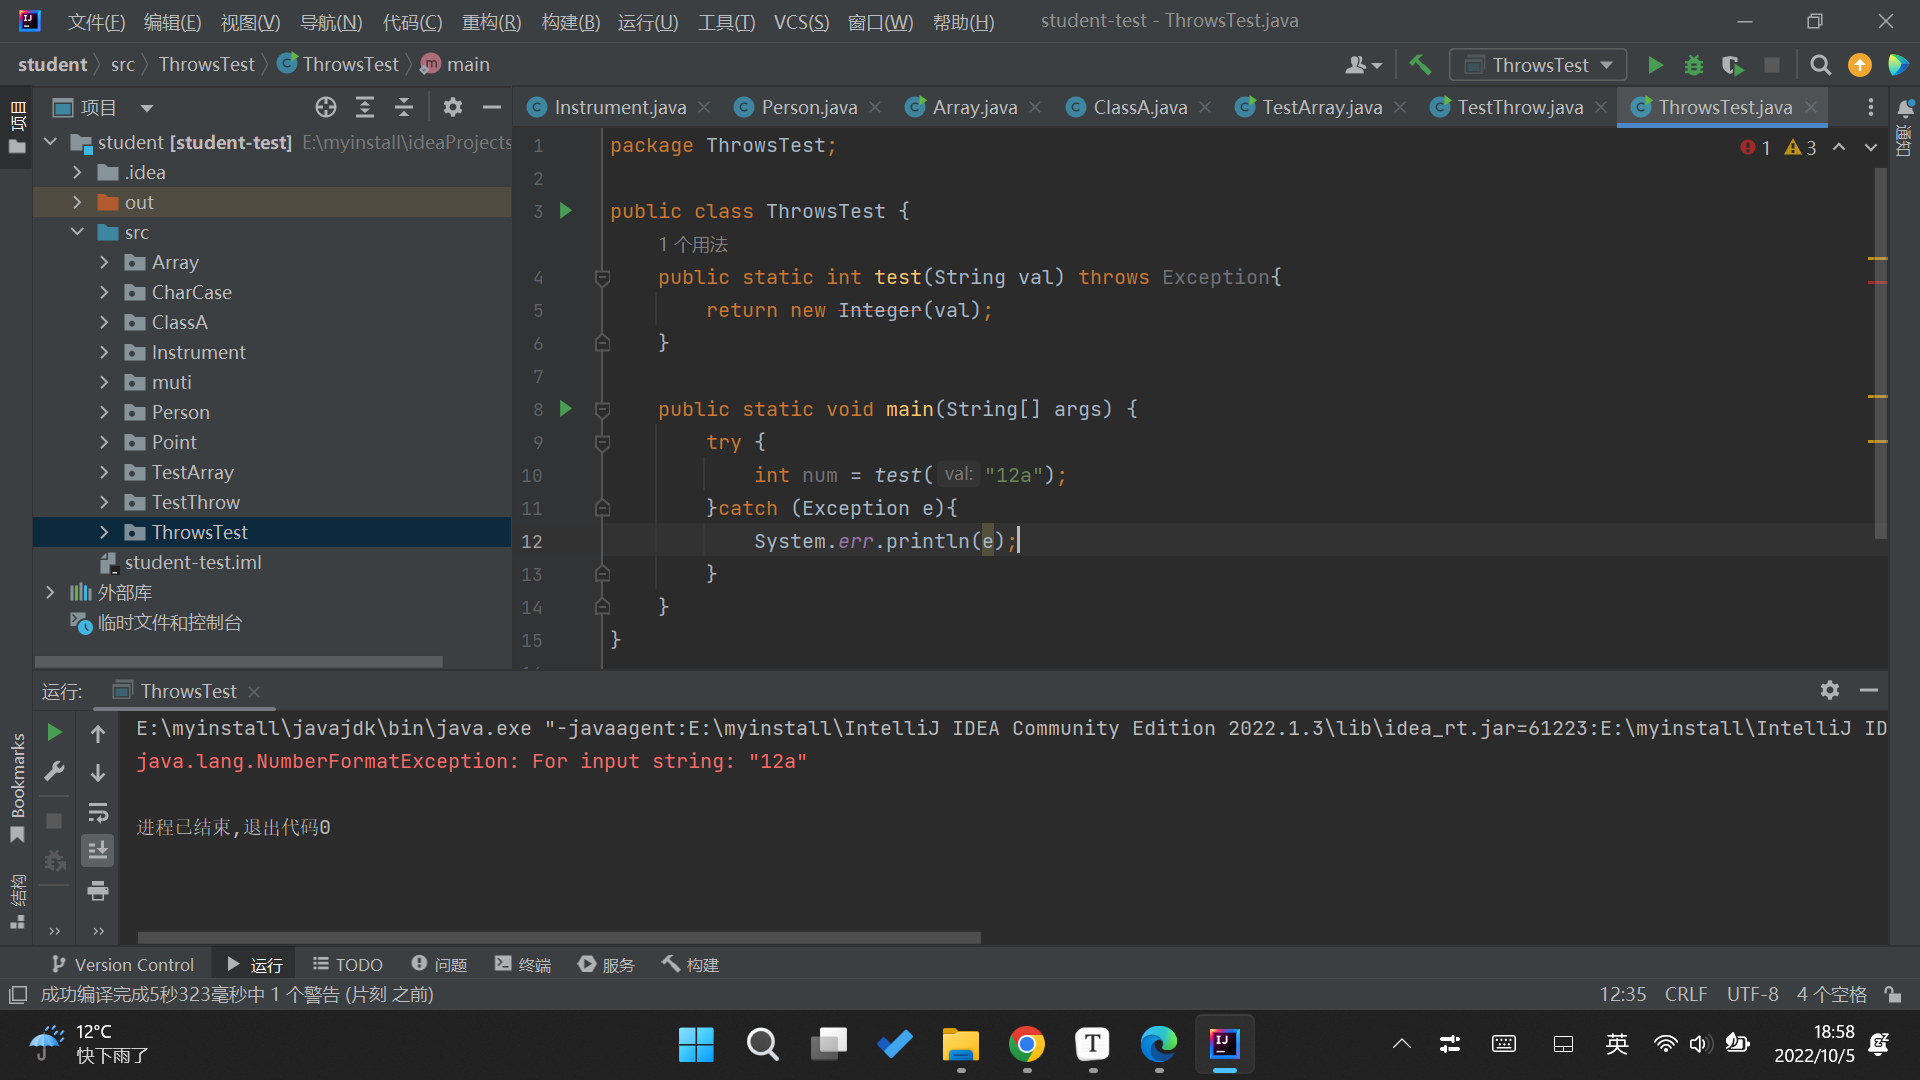 文件(F) 编辑(E) 视图(V) 导航(N) 代码(C) 重构(R) 构建(B) 运行(U) 工具(T) VCS(S) 窗口(W) 帮助(H) student-test - ThrowsTest.java
student src ThrowsTest ThrowsTest main
ThrowsTest
项目
项目
Instrument.java Person.java Array.java ClassA.java TestArray.java TestThrow.java ThrowsTest.java
通知
student [student-test] E:\myinstall\ideaProjects
.idea
out
src
Array
CharCase
ClassA
Instrument
muti
Person
Point
TestArray
TestThrow
ThrowsTest
student-test.iml
外部库
临时文件和控制台
1 3
1 package ThrowsTest;
2
3 public class ThrowsTest {
1 个用法
4 public static int test(String val) throws Exception{
5 return new Integer(val);
6 }
7
8 public static void main(String[] args) {
9 try {
10 int num = test( val: "12a");
11 }catch (Exception e){
12 System.err.println(e);
13 }
14 }
15 }
运行: ThrowsTest
E:\myinstall\javajdk\bin\java.exe "-javaagent:E:\myinstall\IntelliJ IDEA Community Edition 2022.1.3\lib\idea_rt.jar=61223:E:\myinstall\IntelliJ ID
java.lang.NumberFormatException: For input string: "12a"
进程已结束,退出代码0
Bookmarks
结构
Version Control 运行 TODO 问题 终端 服务 构建
成功编译完成5秒323毫秒中 1 个警告 (片刻 之前) 12:35 CRLF UTF-8 4 个空格
12°C
快下雨了
英
18:58
2022/10/5